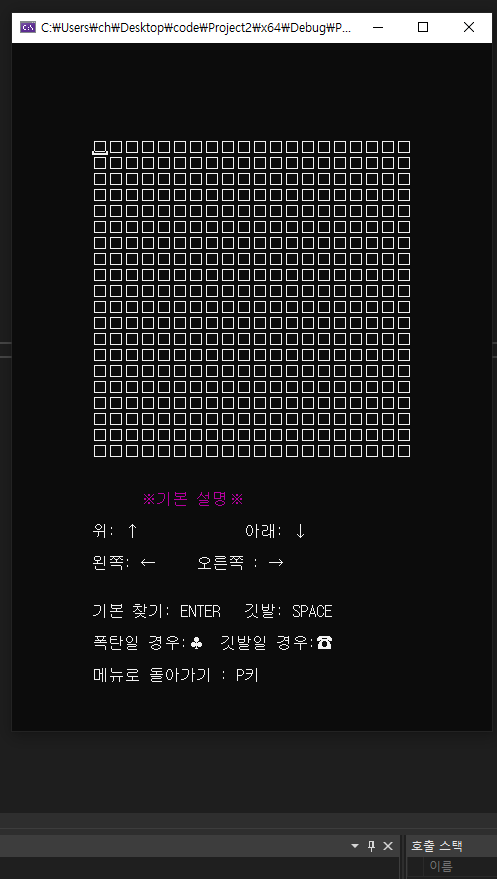 C:₩Users₩ch₩Desktop₩code₩Project2₩x64₩Debug₩P...
※기본 설명※
위: ↑ 아래: ↓
왼쪽: ← 오른쪽 : →
기본 찾기: ENTER 깃발: SPACE
폭탄일 경우:♣ 깃발일 경우:☎
메뉴로 돌아가기 : P키
호출 스택
이름